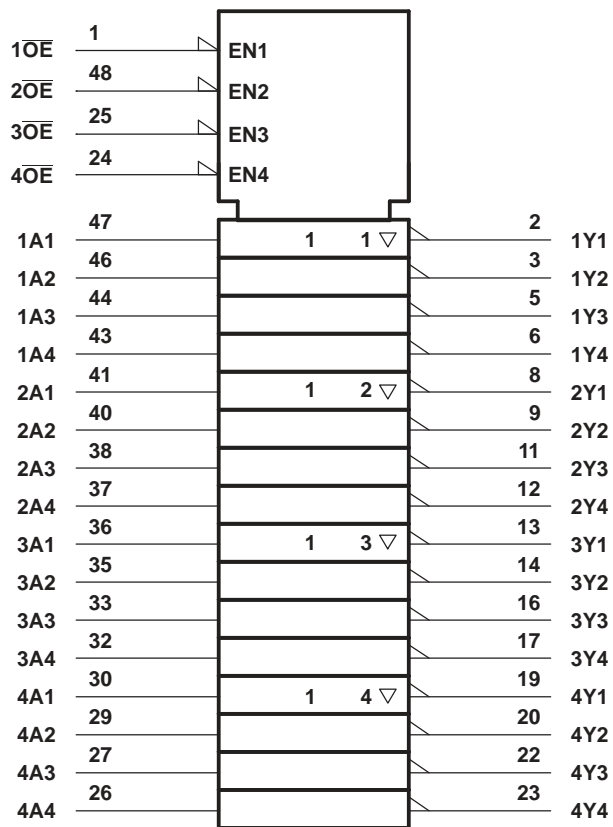 1O̅E̅ 1 EN1
2O̅E̅ 48 EN2
3O̅E̅ 25 EN3
4O̅E̅ 24 EN4
1A1 47 1 1 ▽ 2 1Y1
1A2 46 3 1Y2
1A3 44 5 1Y3
1A4 43 6 1Y4
2A1 41 1 2 ▽ 8 2Y1
2A2 40 9 2Y2
2A3 38 11 2Y3
2A4 37 12 2Y4
3A1 36 1 3 ▽ 13 3Y1
3A2 35 14 3Y2
3A3 33 16 3Y3
3A4 32 17 3Y4
4A1 30 1 4 ▽ 19 4Y1
4A2 29 20 4Y2
4A3 27 22 4Y3
4A4 26 23 4Y4